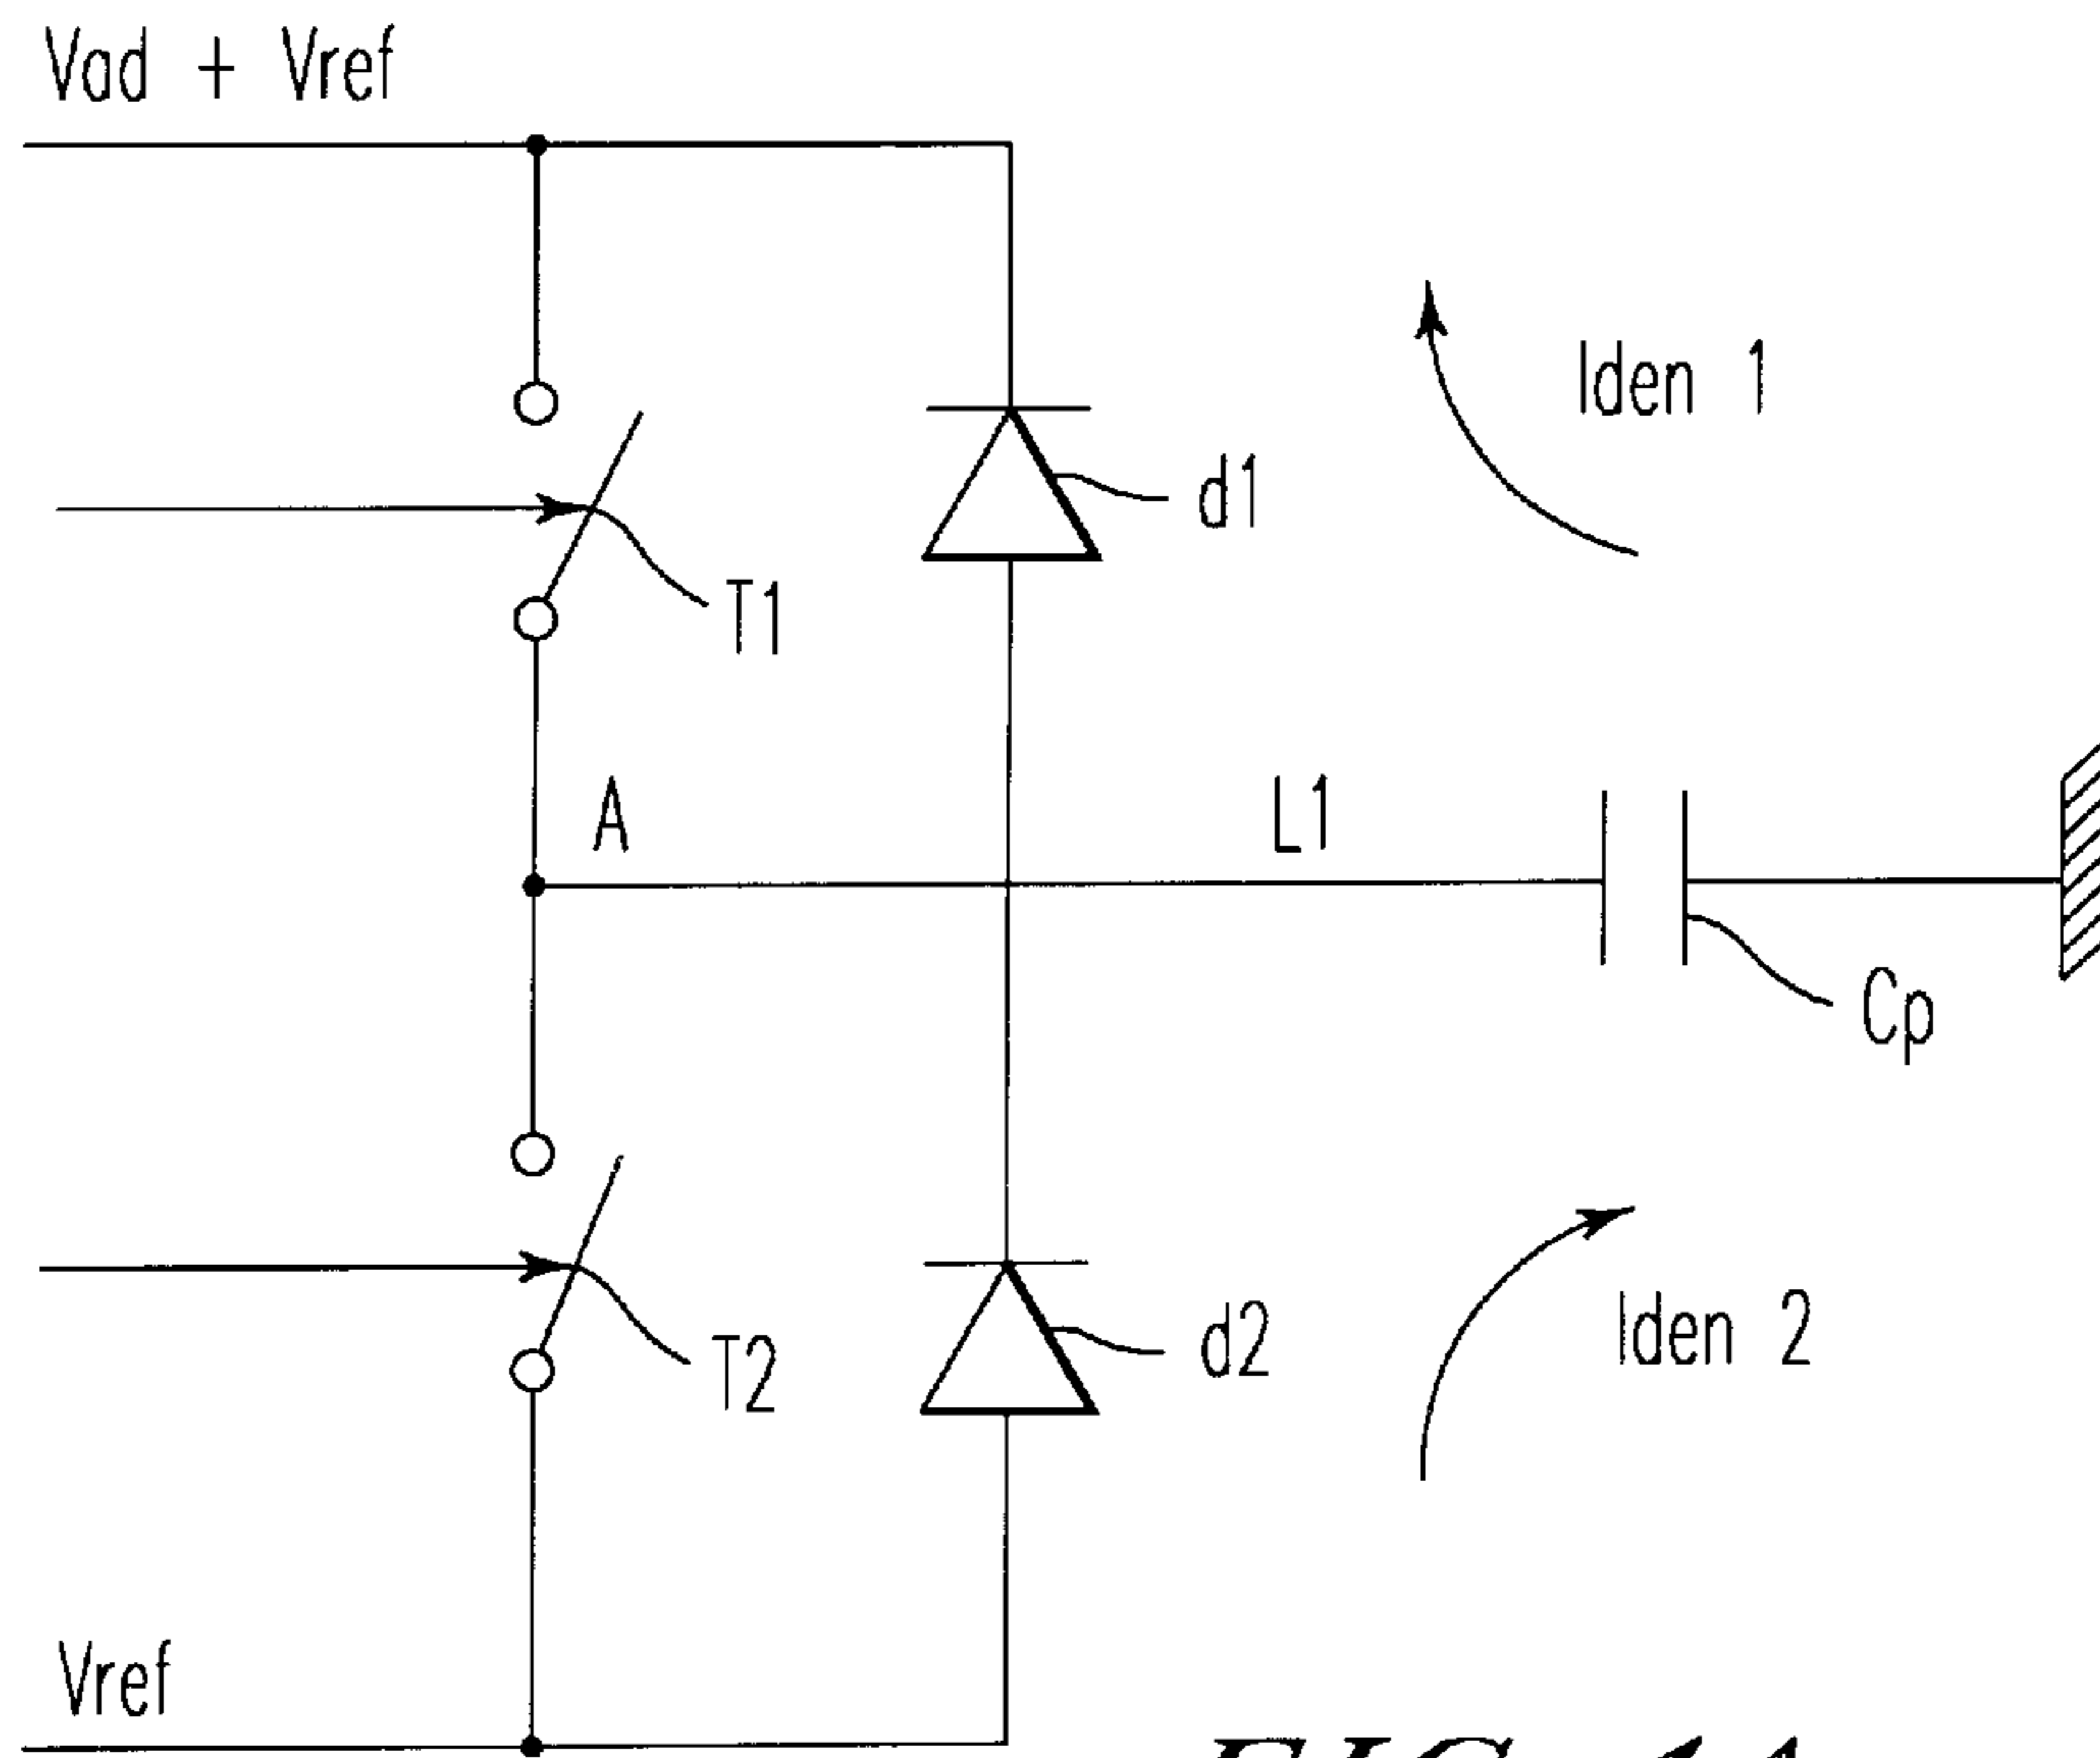 Vad + Vref
Iden 1
d1
T1
A
L1
Cp
Iden 2
d2
T2
Vref